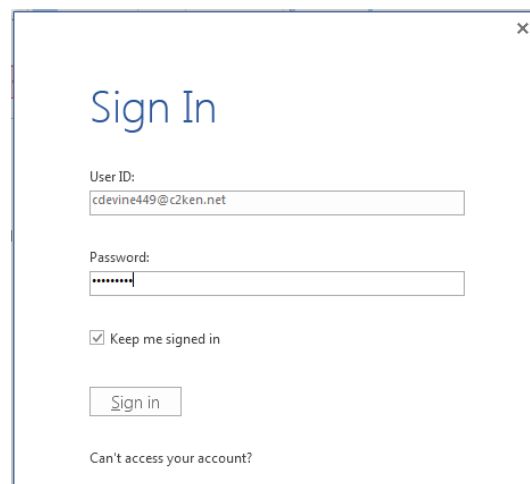 Sign In
User ID:
cdevine449@c2ken.net
Password:
•••••••••
Keep me signed in
Sign in
Can't access your account?